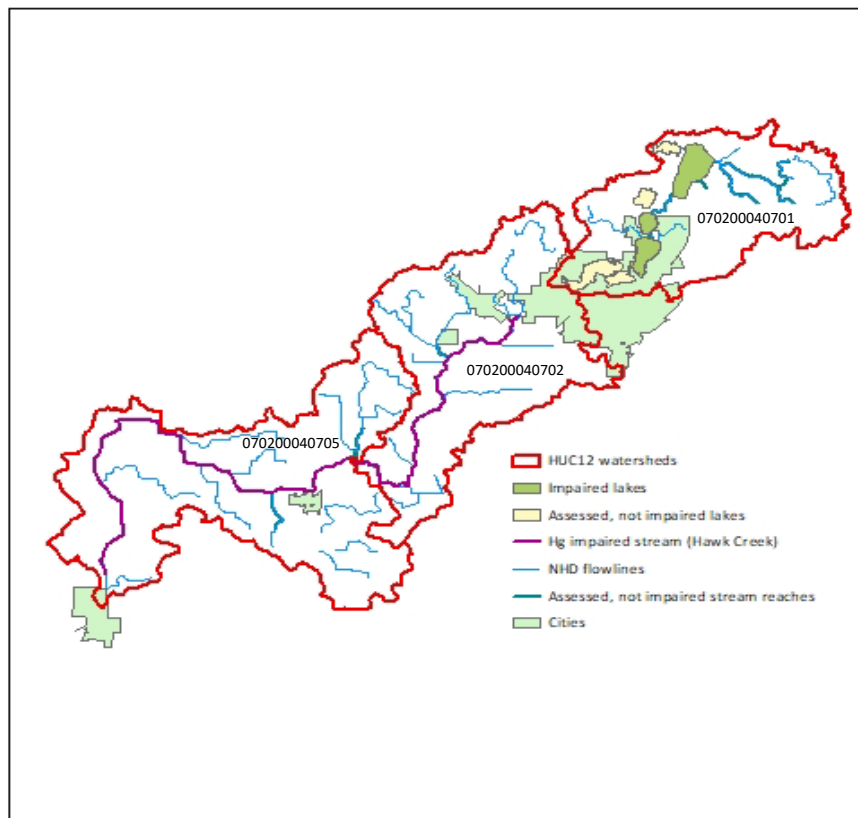 070200040701
070200040702
070200040705
HUC12 watersheds
Impaired lakes
Assessed, not impaired lakes
Hg impaired stream (Hawk Creek)
NHD flowlines
Assessed, not impaired stream reaches
Cities